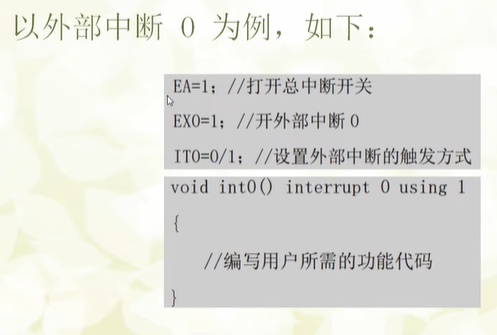 以外部中断 0 为例，如下：
EA=1；//打开总中断开关
EX0=1；//开外部中断0
IT0=0/1；//设置外部中断的触发方式
void int0() interrupt 0 using 1
{
//编写用户所需的功能代码
}